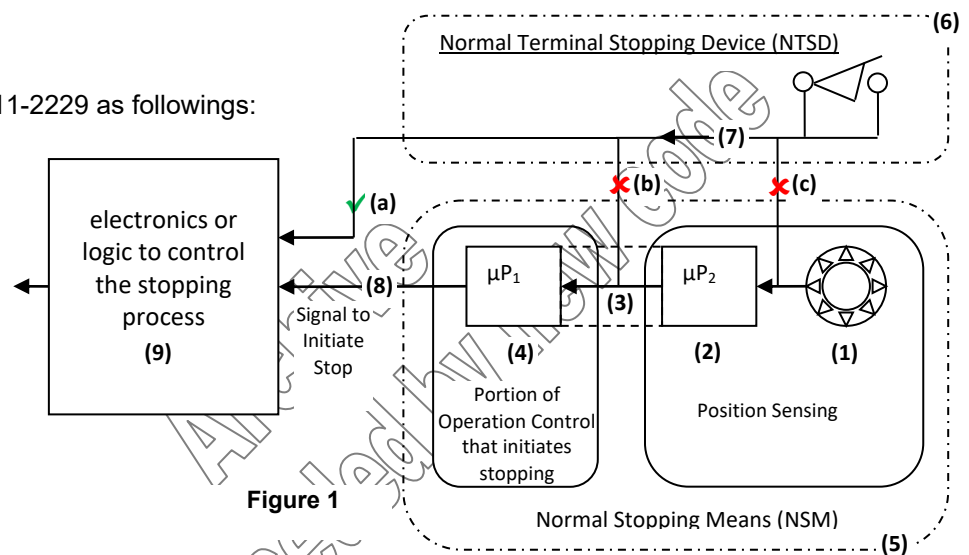 (6)
Normal Terminal Stopping Device (NTSD)
11-2229 as followings:
(7)
(a)
(b)
(c)
electronics or
logic to control
the stopping
process
(9)
μP1
μP2
(8)
(3)
Signal to
Initiate
Stop
(4)
(2)
(1)
Portion of
Operation Control
that initiates
stopping
Position Sensing
Figure 1
Normal Stopping Means (NSM)
(5)